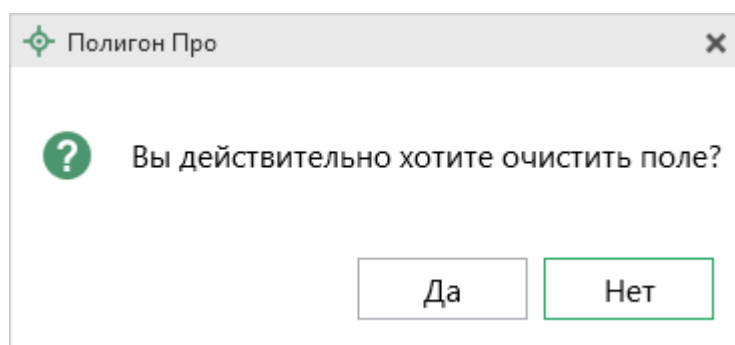 Полигон Про
Вы действительно хотите очистить поле?
Да Нет